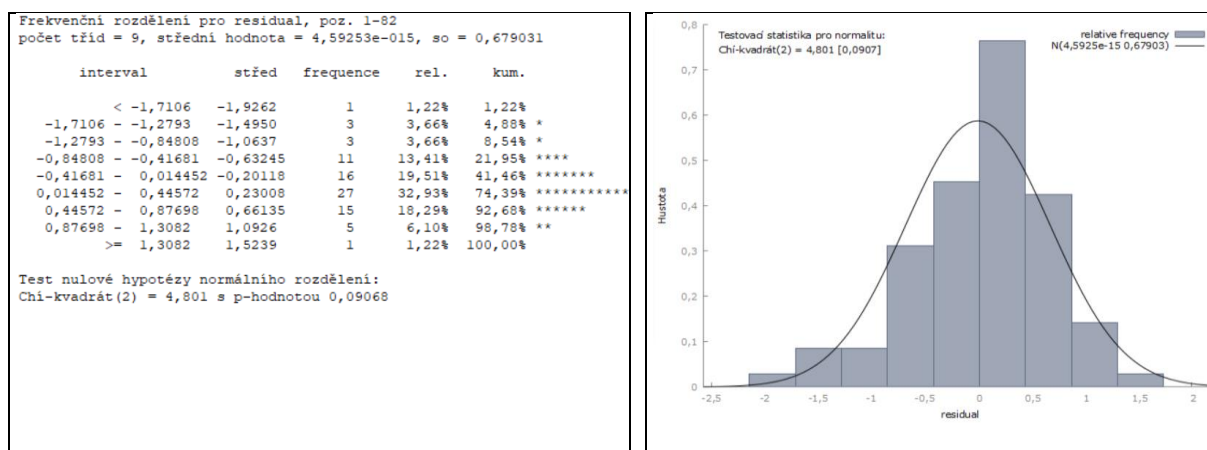 Frekvenční rozdělení pro residual, poz. 1-82
počet tříd = 9, střední hodnota = 4,59253e-015, so = 0,679031
interval střed frequence rel. kum.
< -1,7106 -1,9262 1 1,22% 1,22%
-1,7106 - -1,2793 -1,4950 3 3,66% 4,88% *
-1,2793 - -0,84808 -1,0637 3 3,66% 8,54% *
-0,84808 - -0,41681 -0,63245 11 13,41% 21,95% ****
-0,41681 - 0,014452 -0,20118 16 19,51% 41,46% *******
0,014452 - 0,44572 0,23008 27 32,93% 74,39% ***********
0,44572 - 0,87698 0,66135 15 18,29% 92,68% ******
0,87698 - 1,3082 1,0926 5 6,10% 98,78% **
>= 1,3082 1,5239 1 1,22% 100,00%
Test nulové hypotézy normálního rozdělení:
Chí-kvadrát(2) = 4,801 s p-hodnotou 0,09068
Testovací statistika pro normalitu:
Chí-kvadrát(2) = 4,801 [0,0907]
relative frequency
N(4,5925e-15 0,67903)
Hustota
0,8
0,7
0,6
0,5
0,4
0,3
0,2
0,1
0
-2,5 -2 -1,5 -1 -0,5 0 0,5 1 1,5 2
residual